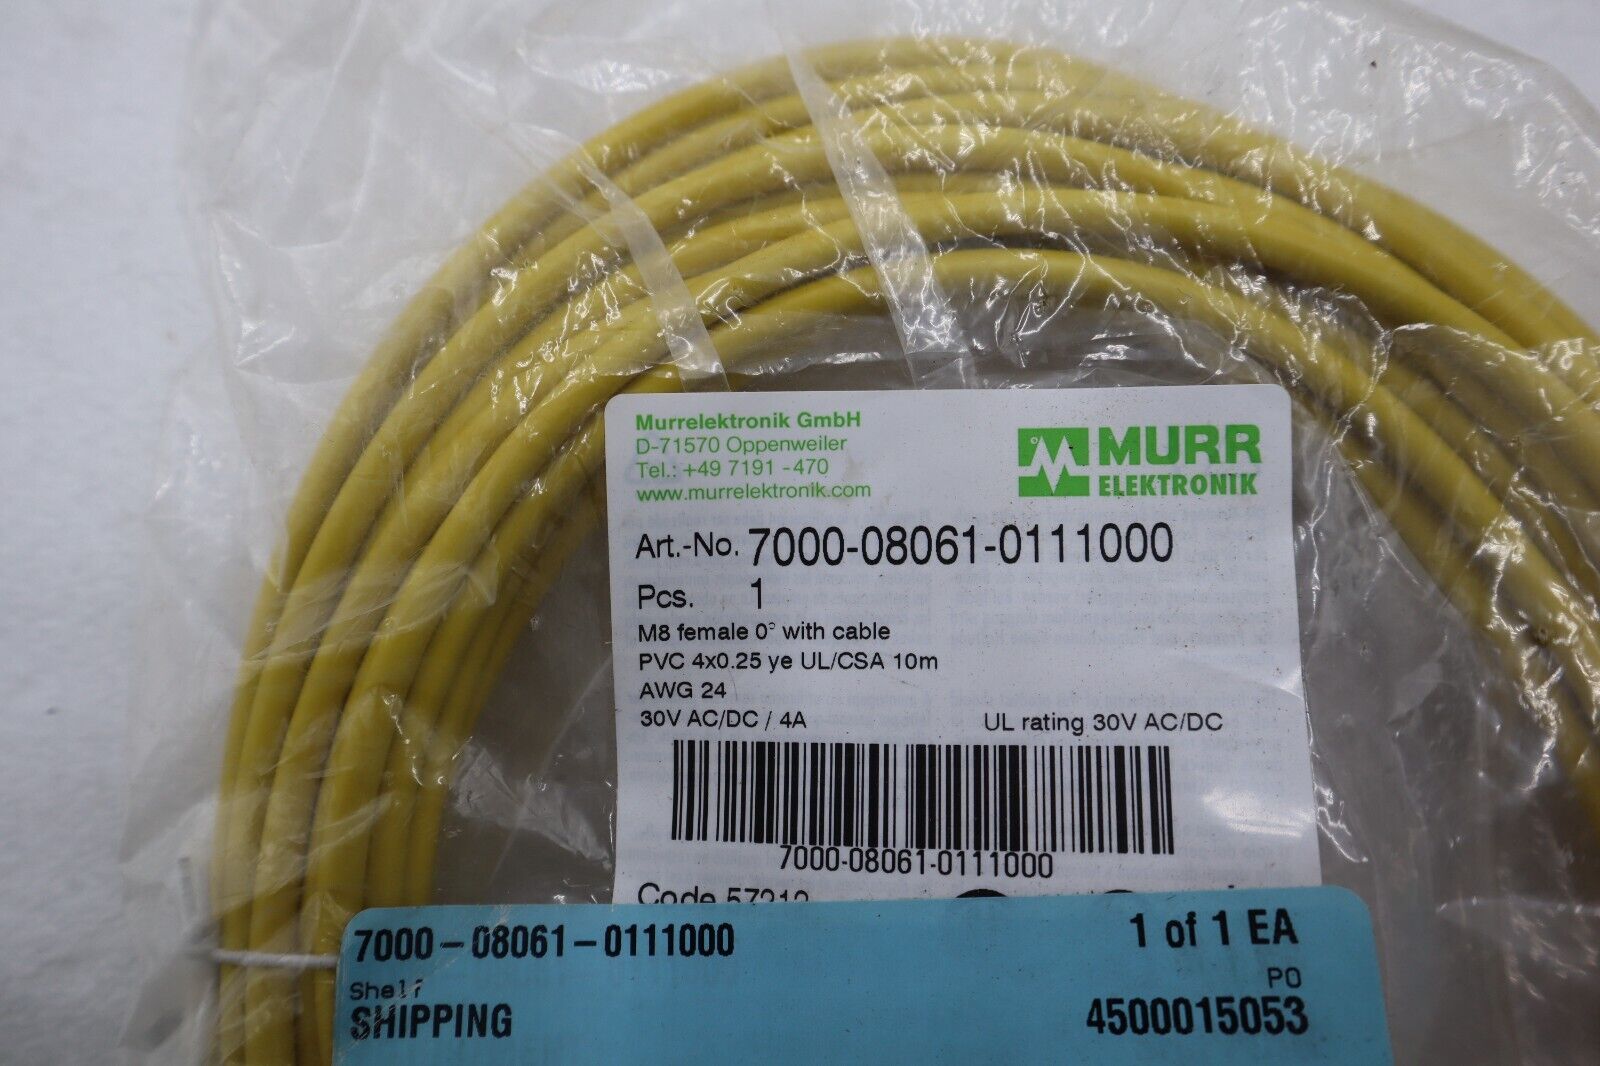 Murrelektronik GmbH
D-71570 Oppenweiler
Tel.: +49 7191 - 470
www.murrelektronik.com
MURR
ELEKTRONIK
Art.-No. 7000-08061-0111000
Pcs. 1
M8 female 0° with cable
PVC 4x0.25 ye UL/CSA 10m
AWG 24
30V AC/DC / 4A UL rating 30V AC/DC
7000-08061-0111000
Code
7000-08061-0111000 1 of 1 EA
Shelf PO
SHIPPING 4500015053